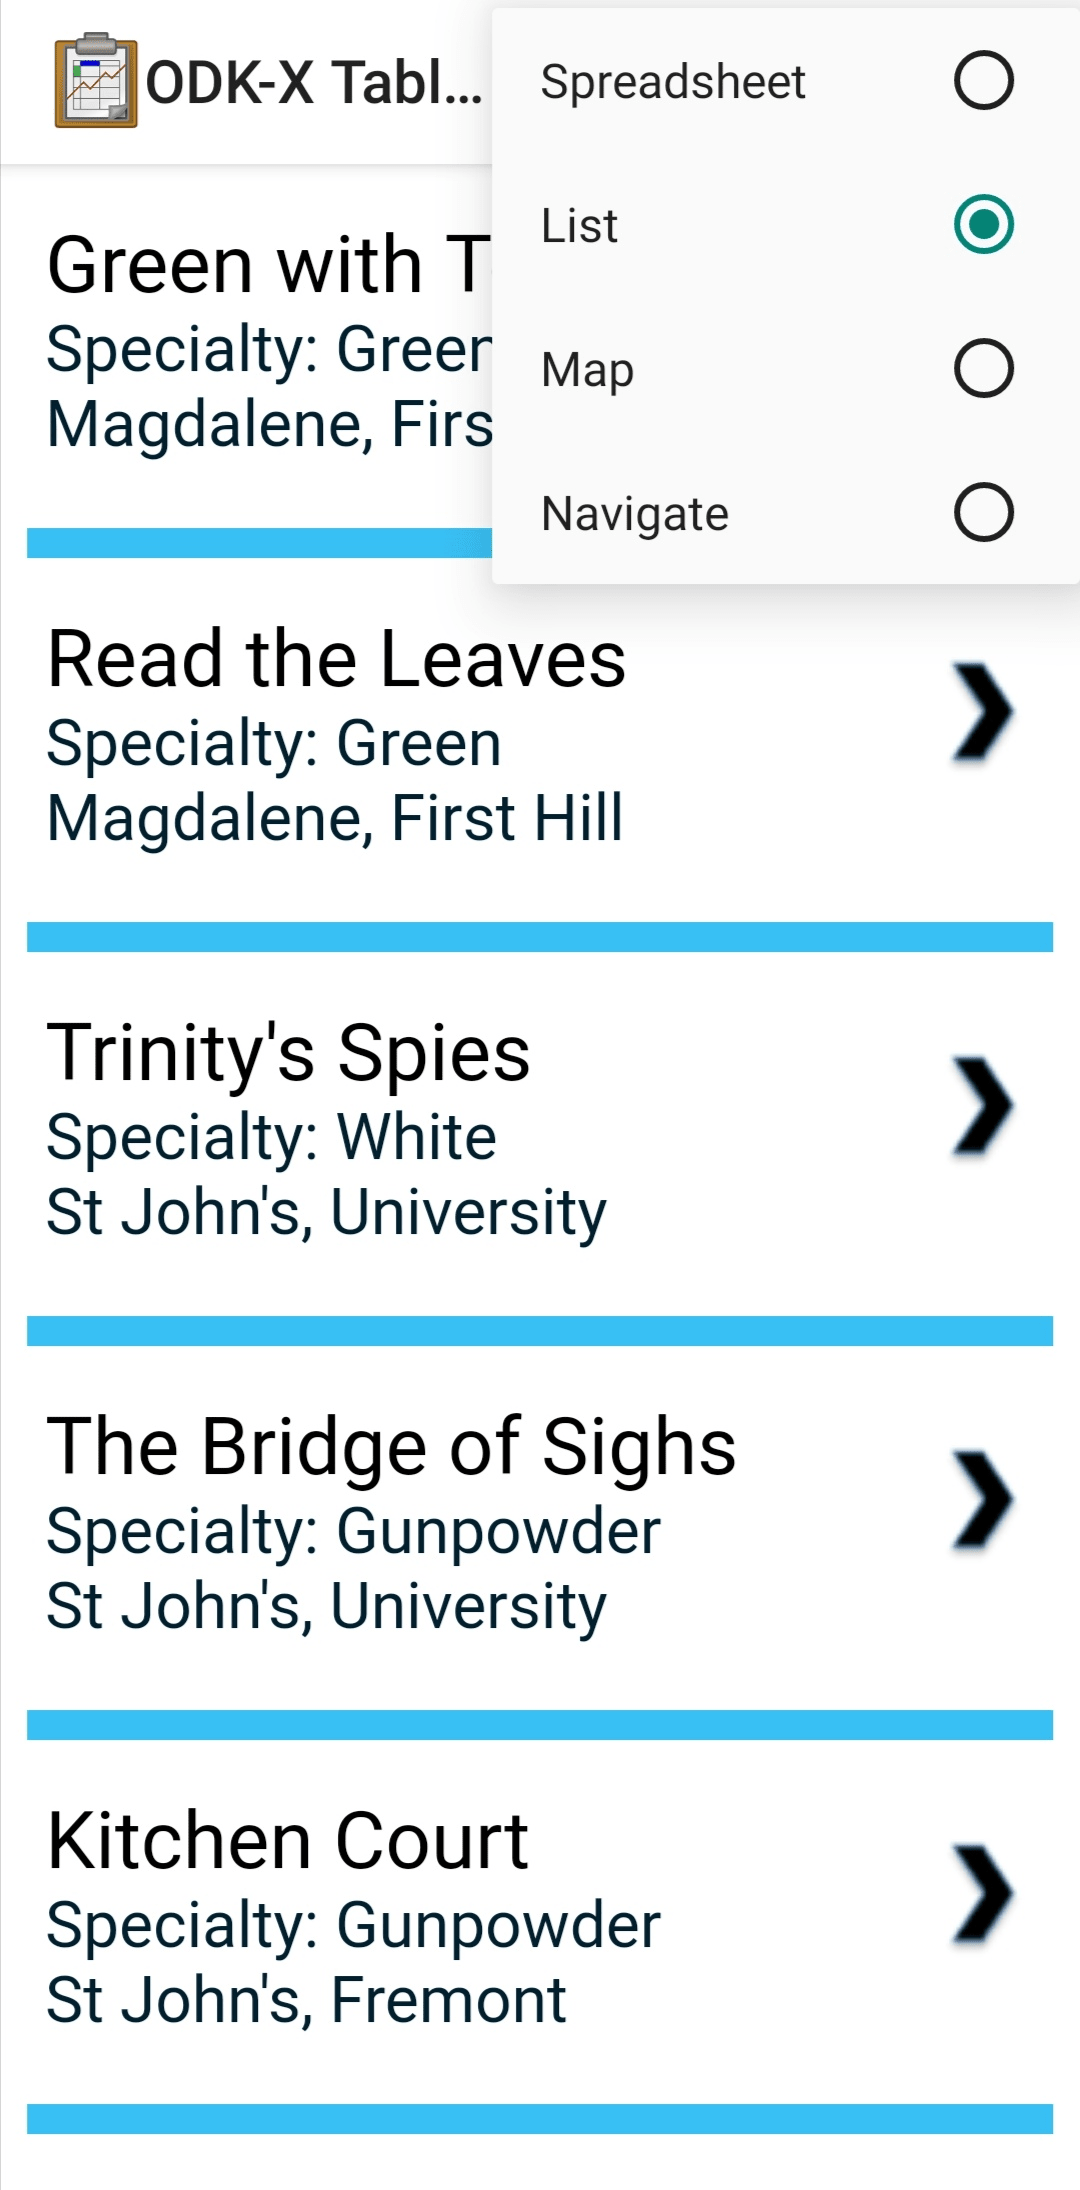 ODK-X Tabl...
Spreadsheet
List
Map
Navigate
Green with
Specialty: Green
Magdalene,
Read the Leaves
Specialty: Green
Magdalene, First Hill
Trinity's Spies
Specialty: White
St John's, University
The Bridge of Sighs
Specialty: Gunpowder
St John's, University
Kitchen Court
Specialty: Gunpowder
St John's, Fremont